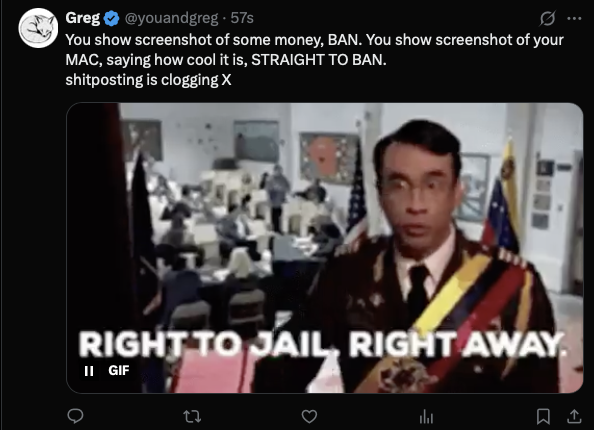 Greg @youandgreg · 57s
You show screenshot of some money, BAN. You show screenshot of your
MAC, saying how cool it is, STRAIGHT TO BAN.
shitposting is clogging X
RIGHT TO JAIL. RIGHT AWAY.
GIF